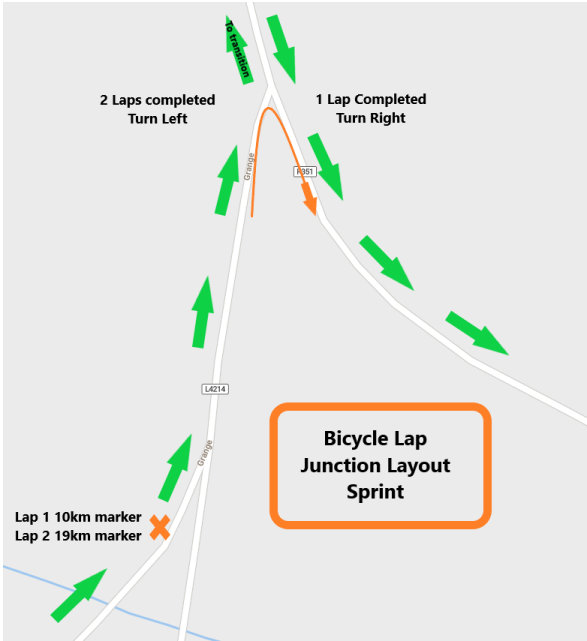 To transition
2 Laps completed
Turn Left
1 Lap Completed
Turn Right
Grange
R351
L4214
Grange
Bicycle Lap
Junction Layout
Sprint
Lap 1 10km marker
Lap 2 19km marker